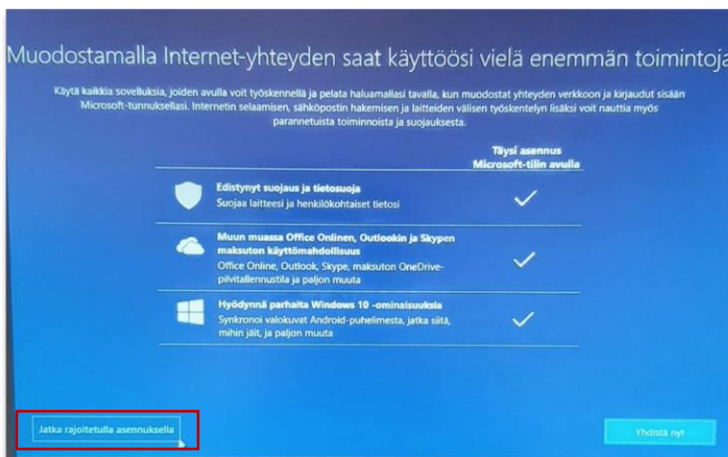 Muodostamalla Internet-yhteyden saat käyttöösi vielä enemmän toimintoja
Käytä kaikkia sovelluksia, joiden avulla voit työskennellä ja pelata haluamallasi tavalla, kun muodostat yhteyden verkkoon ja kirjaudut sisään
Microsoft-tunnuksellasi. Internetin selaamisen, sähköpostin hakemisen ja laitteiden välisen työskentelyn lisäksi voit nauttia myös
parannetuista toiminnoista ja suojauksesta.
Täysi asennus
Microsoft-tilin avulla
Edistynyt suojaus ja tietosuoja
Suojaa laitteesi ja henkilökohtaiset tietosi
Muun muassa Office Onlinen, Outlookin ja Skypen
maksuton käyttömahdollisuus
Office Online, Outlook, Skype, maksuton OneDrive-
pilvitallennustila ja paljon muuta
Hyödynnä parhaita Windows 10 -ominaisuuksia
Synkronoi valokuvat Android-puhelimesta, jatka siitä,
mihin jäit, ja paljon muuta
Jatka rajoitetulla asennuksella
Yhdistä nyt